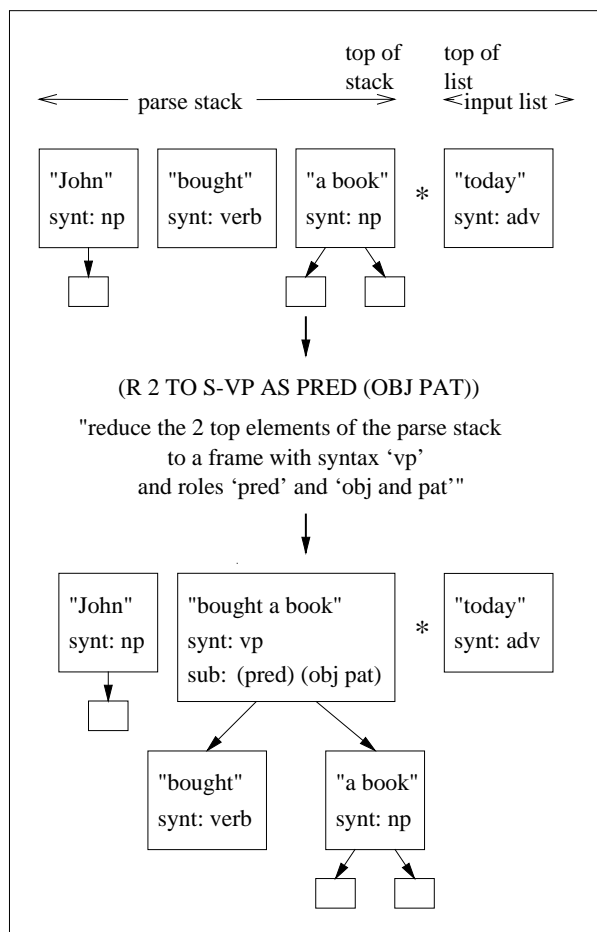 top of top of
stack list
parse stack input list
"John" "bought" "a book" * "today"
synt: np synt: verb synt: np synt: adv
(R 2 TO S-VP AS PRED (OBJ PAT))
"reduce the 2 top elements of the parse stack
to a frame with syntax ‘vp’
and roles ‘pred’ and ‘obj and pat’"
"John" "bought a book" * "today"
synt: np synt: vp synt: adv
sub: (pred) (obj pat)
"bought" "a book"
synt: verb synt: np